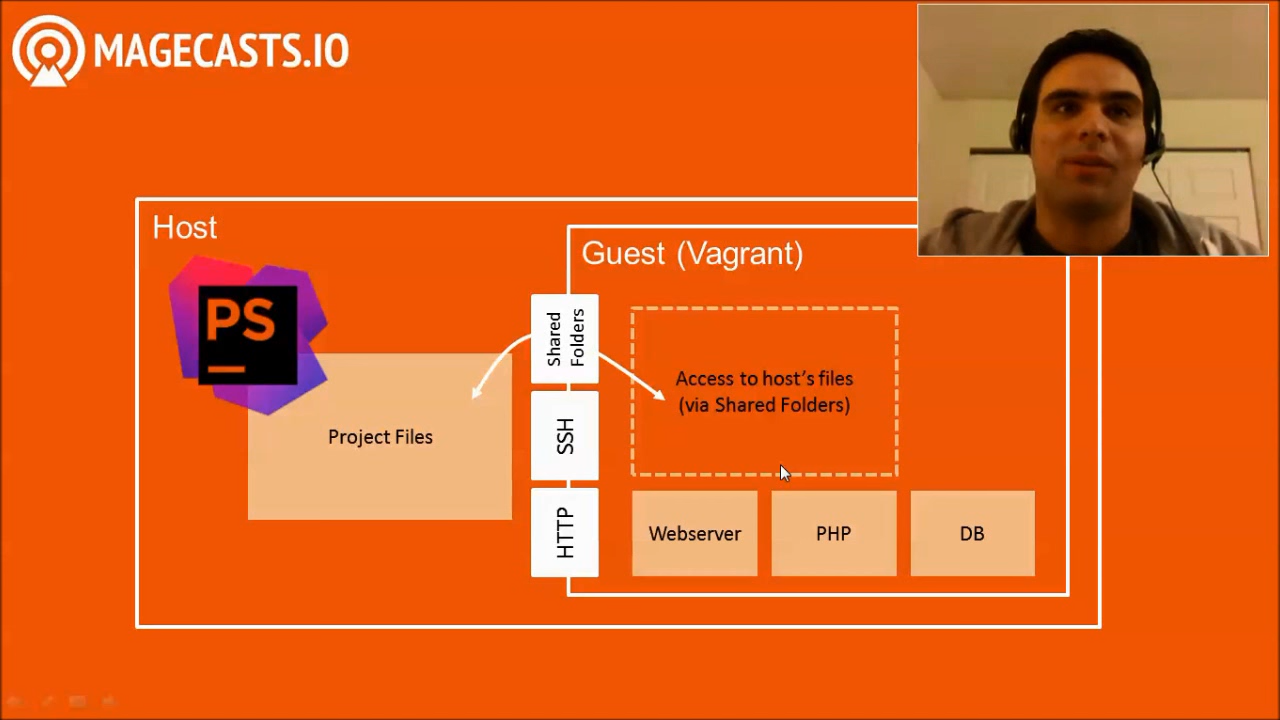 MAGECASTS.IO
Host
Guest (Vagrant)
PS
Shared
Folders
Access to host’s files
(via Shared Folders)
Project Files
SSH
HTTP
Webserver
PHP
DB